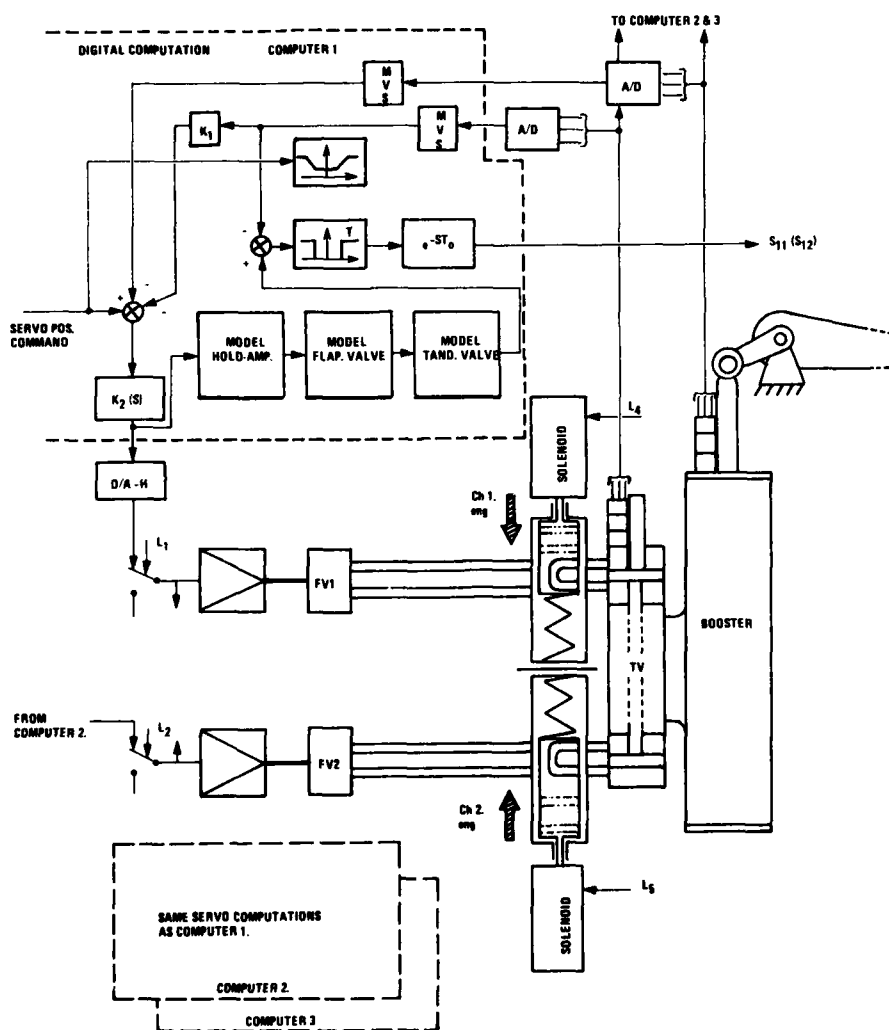 TO COMPUTER 2 & 3
DIGITAL COMPUTATION COMPUTER 1
M
V
S
A/D
M
V
S
A/D
K1
T
e-STo
S11 (S12)
SERVO POS.
COMMAND
MODEL
HOLD-AMP.
MODEL
FLAP. VALVE
MODEL
TAND. VALVE
K2 (S)
D/A-H
SOLENOID
L4
Ch 1.
eng
L1
FV1
BOOSTER
TV
FROM
COMPUTER 2.
L2
FV2
Ch 2.
eng
SOLENOID
L5
SAME SERVO COMPUTATIONS
AS COMPUTER 1.
COMPUTER 2.
COMPUTER 3